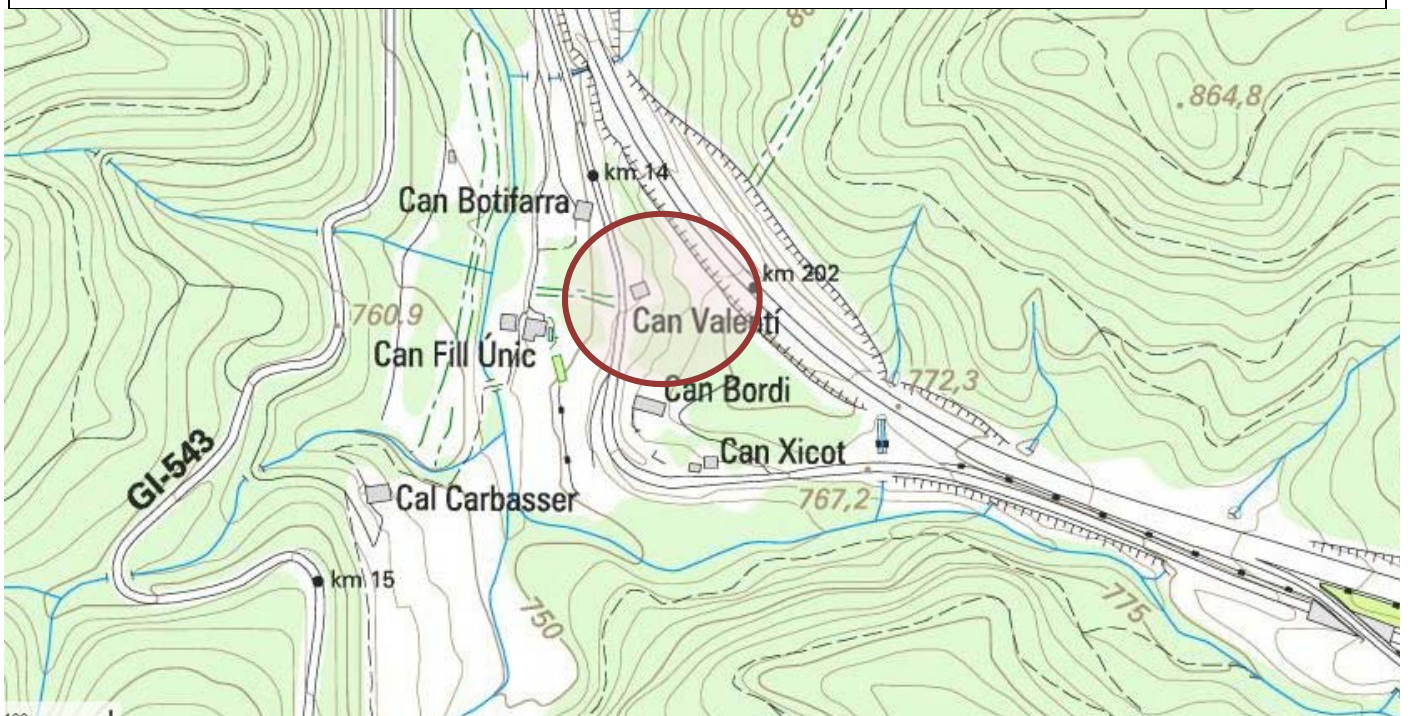 864,8
km 14
Can Botifarra
km 202
760.9
Can Valentí
Can Fill Únic
772,3
Can Bordi
Can Xicot
GI-543
Cal Carbasser
767,2
km 15
750
775